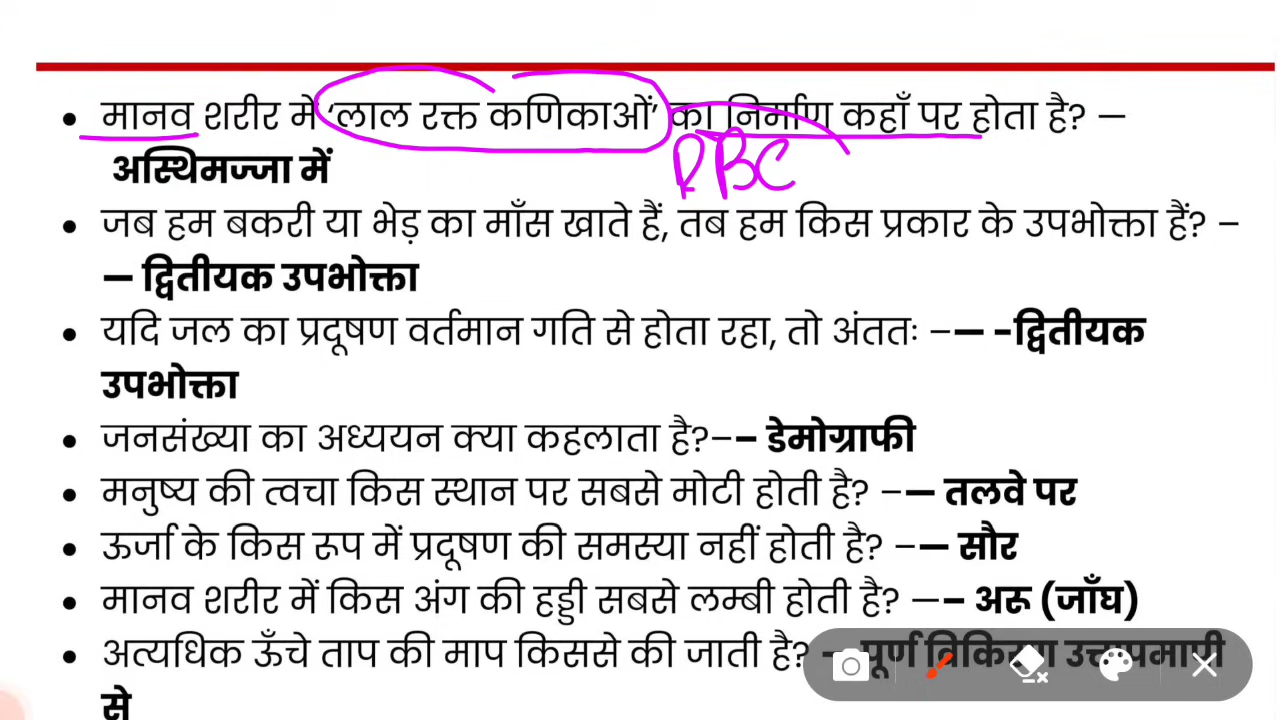 • मानव शरीर में ‘लाल रक्त कणिकाओं’ का निर्माण कहाँ पर होता है? —
अस्थिमज्जा में
RBC
• जब हम बकरी या भेड़ का माँस खाते हैं, तब हम किस प्रकार के उपभोक्ता हैं? –
— द्वितीयक उपभोक्ता
• यदि जल का प्रदूषण वर्तमान गति से होता रहा, तो अंततः –— -द्वितीयक
उपभोक्ता
• जनसंख्या का अध्ययन क्या कहलाता है?–– डेमोग्राफी
• मनुष्य की त्वचा किस स्थान पर सबसे मोटी होती है? –— तलवे पर
• ऊर्जा के किस रूप में प्रदूषण की समस्या नहीं होती है? –— सौर
• मानव शरीर में किस अंग की हड्डी सबसे लम्बी होती है? —– अरू (जाँघ)
• अत्यधिक ऊँचे ताप की माप किससे की जाती है? –पूर्ण विकिरण उत्तापमापी
से